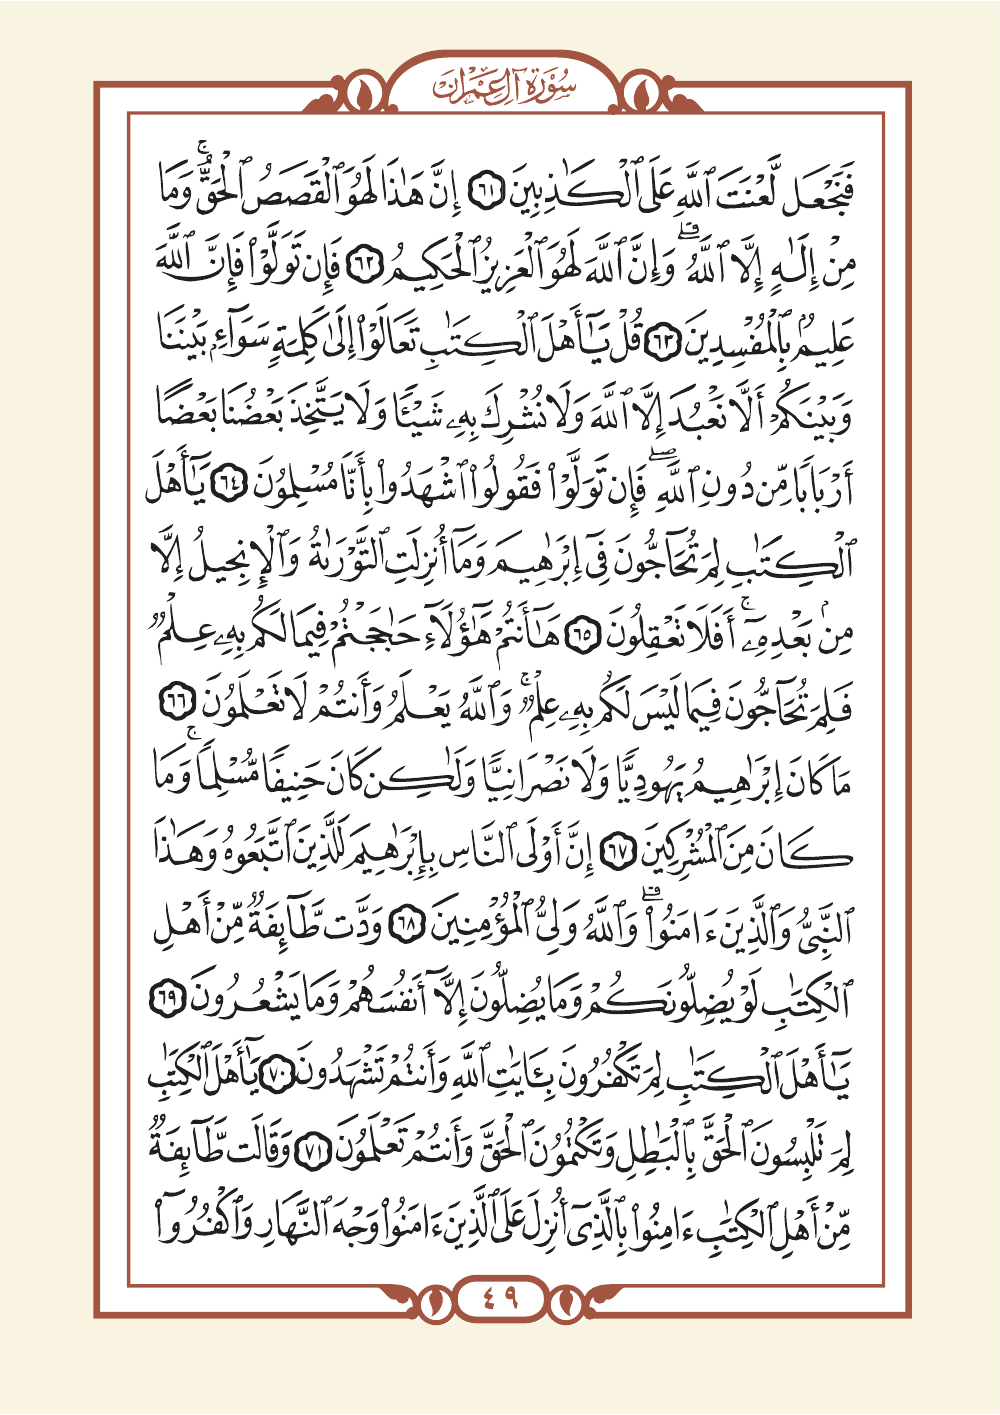 سُورَةُ آلِ عِمْرَانَ
فَنَجْعَل لَّعْنَتَ ٱللَّهِ عَلَى ٱلْكَٰذِبِينَ ٦١ إِنَّ هَٰذَا لَهُوَ ٱلْقَصَصُ ٱلْحَقُّ ۚ وَمَا
مِنْ إِلَٰهٍ إِلَّا ٱللَّهُ ۗ وَإِنَّ ٱللَّهَ لَهُوَ ٱلْعَزِيزُ ٱلْحَكِيمُ ٦٢ فَإِن تَوَلَّوْا۟ فَإِنَّ ٱللَّهَ
عَلِيمٌۢ بِٱلْمُفْسِدِينَ ٦٣ قُلْ يَٰٓأَهْلَ ٱلْكِتَٰبِ تَعَالَوْا۟ إِلَىٰ كَلِمَةٍ سَوَآءٍۭ بَيْنَنَا
وَبَيْنَكُمْ أَلَّا نَعْبُدَ إِلَّا ٱللَّهَ وَلَا نُشْرِكَ بِهِۦ شَيْـًٔا وَلَا يَتَّخِذَ بَعْضُنَا بَعْضًا
أَرْبَابًا مِّن دُونِ ٱللَّهِ ۖ فَإِن تَوَلَّوْا۟ فَقُولُوا۟ ٱشْهَدُوا۟ بِأَنَّا مُسْلِمُونَ ٦٤ يَٰٓأَهْلَ
ٱلْكِتَٰبِ لِمَ تُحَآجُّونَ فِىٓ إِبْرَٰهِيمَ وَمَآ أُنزِلَتِ ٱلتَّوْرَىٰةُ وَٱلْإِنجِيلُ إِلَّا
مِنۢ بَعْدِهِۦٓ ۚ أَفَلَا تَعْقِلُونَ ٦٥ هَٰٓأَنتُمْ هَٰٓؤُلَآءِ حَٰجَجْتُمْ فِيمَا لَكُم بِهِۦ عِلْمٌ
فَلِمَ تُحَآجُّونَ فِيمَا لَيْسَ لَكُم بِهِۦ عِلْمٌ ۚ وَٱللَّهُ يَعْلَمُ وَأَنتُمْ لَا تَعْلَمُونَ ٦٦
مَا كَانَ إِبْرَٰهِيمُ يَهُودِيًّا وَلَا نَصْرَانِيًّا وَلَٰكِن كَانَ حَنِيفًا مُّسْلِمًا ۚ وَمَا
كَانَ مِنَ ٱلْمُشْرِكِينَ ٦٧ إِنَّ أَوْلَى ٱلنَّاسِ بِإِبْرَٰهِيمَ لَلَّذِينَ ٱتَّبَعُوهُ وَهَٰذَا
ٱلنَّبِىُّ وَٱلَّذِينَ ءَامَنُوا۟ ۗ وَٱللَّهُ وَلِىُّ ٱلْمُؤْمِنِينَ ٦٨ وَدَّت طَّآئِفَةٌ مِّنْ أَهْلِ
ٱلْكِتَٰبِ لَوْ يُضِلُّونَكُمْ وَمَا يُضِلُّونَ إِلَّآ أَنفُسَهُمْ وَمَا يَشْعُرُونَ ٦٩
يَٰٓأَهْلَ ٱلْكِتَٰبِ لِمَ تَكْفُرُونَ بِـَٔايَٰتِ ٱللَّهِ وَأَنتُمْ تَشْهَدُونَ ٧٠ يَٰٓأَهْلَ ٱلْكِتَٰبِ
لِمَ تَلْبِسُونَ ٱلْحَقَّ بِٱلْبَٰطِلِ وَتَكْتُمُونَ ٱلْحَقَّ وَأَنتُمْ تَعْلَمُونَ ٧١ وَقَالَت طَّآئِفَةٌ
مِّنْ أَهْلِ ٱلْكِتَٰبِ ءَامِنُوا۟ بِٱلَّذِىٓ أُنزِلَ عَلَى ٱلَّذِينَ ءَامَنُوا۟ وَجْهَ ٱلنَّهَارِ وَٱكْفُرُوٓا۟
٤٩